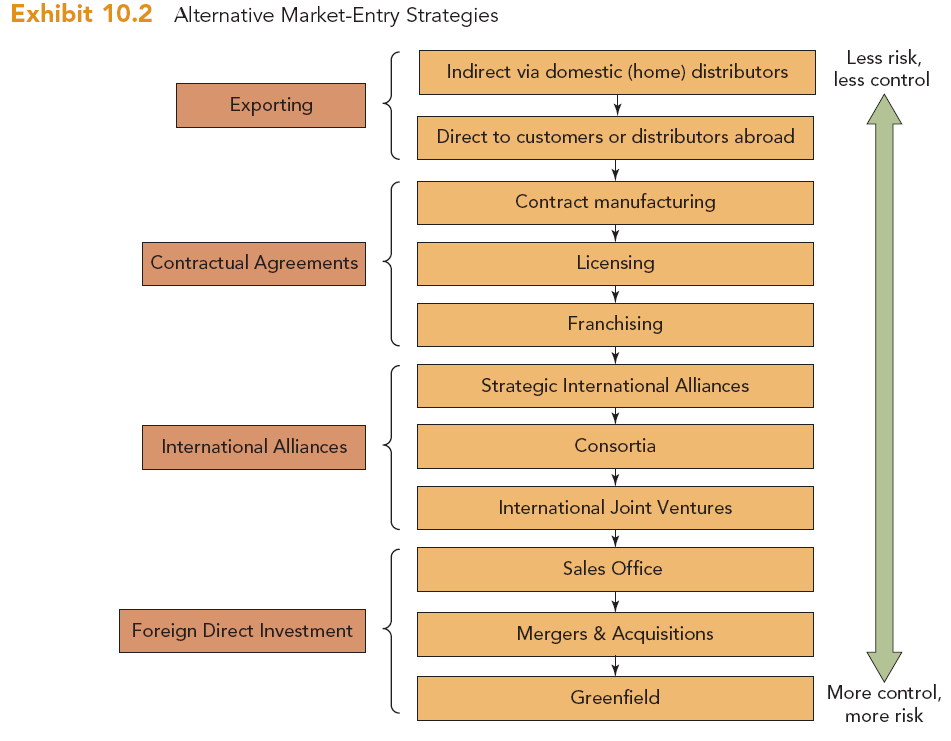 Exhibit 10.2 Alternative Market-Entry Strategies
Indirect via domestic (home) distributors
Less risk,
less control
Exporting
Direct to customers or distributors abroad
Contract manufacturing
Contractual Agreements
Licensing
Franchising
Strategic International Alliances
International Alliances
Consortia
International Joint Ventures
Sales Office
Foreign Direct Investment
Mergers & Acquisitions
Greenfield
More control,
more risk